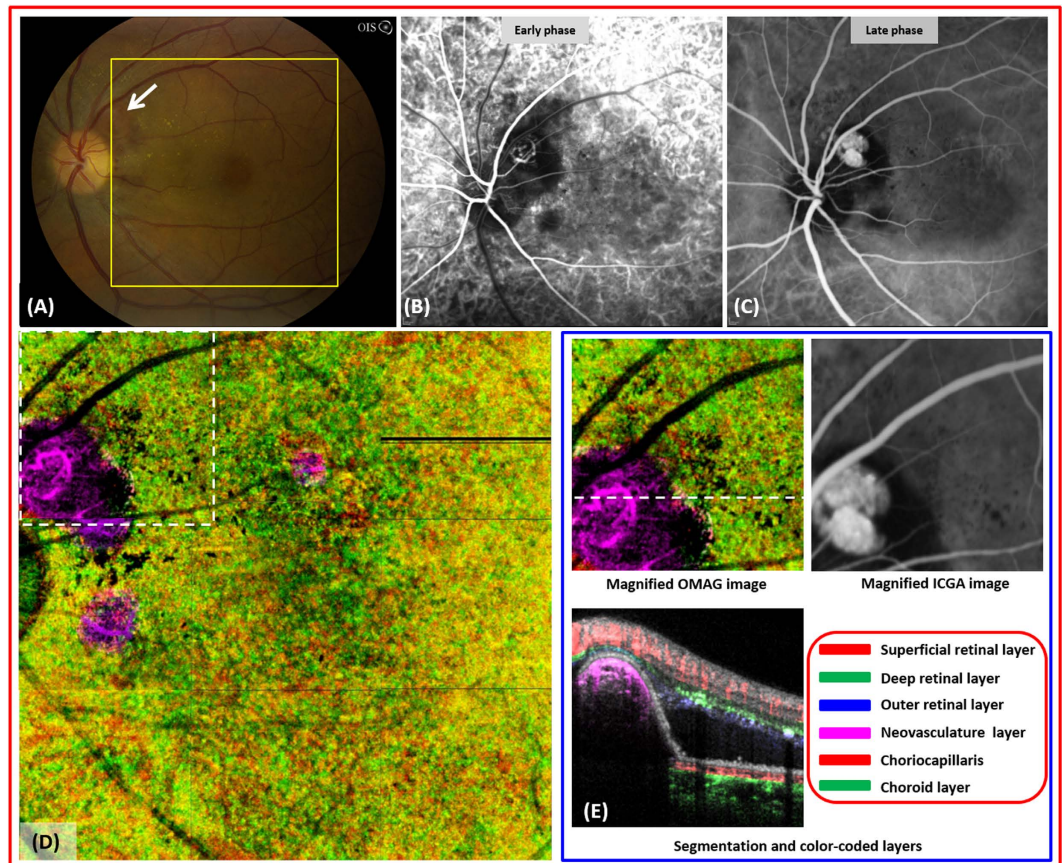 OIS
(A)
Early phase
(B)
Late phase
(C)
(D)
Magnified OMAG image
Magnified ICGA image
Superficial retinal layer
Deep retinal layer
Outer retinal layer
Neovasculature layer
Choriocapillaris
Choroid layer
(E)
Segmentation and color-coded layers